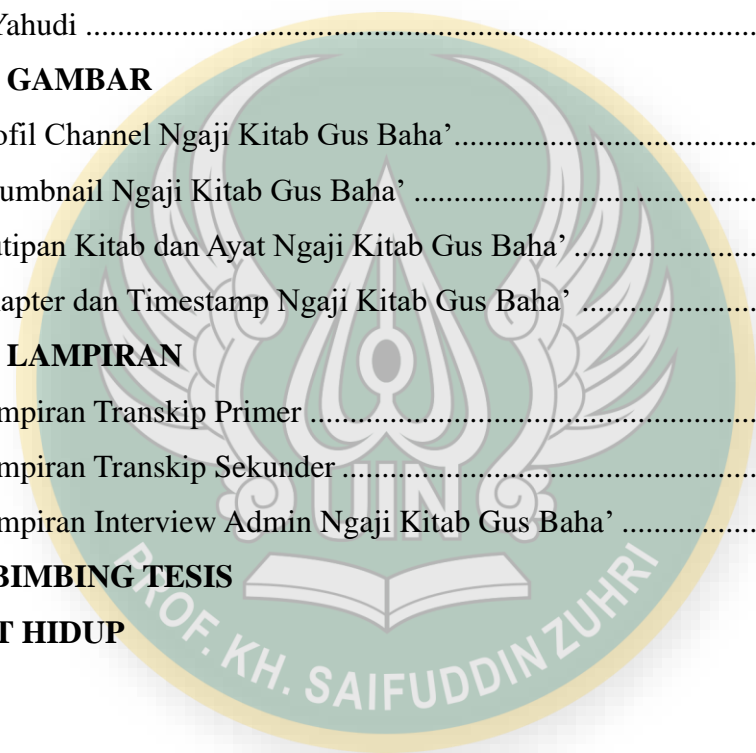 Yahudi ....................................................................................
GAMBAR
ofil Channel Ngaji Kitab Gus Baha’.....................................
umbnail Ngaji Kitab Gus Baha’ ..........................................
utipan Kitab dan Ayat Ngaji Kitab Gus Baha’ .......................
apter dan Timestamp Ngaji Kitab Gus Baha’ ......................
LAMPIRAN
mpiran Transkip Primer .......................................................
mpiran Transkip Sekunder ...................................................
mpiran Interview Admin Ngaji Kitab Gus Baha’ .................
BIMBING TESIS
T HIDUP
UIN
PROF. KH. SAIFUDDIN ZUHRI